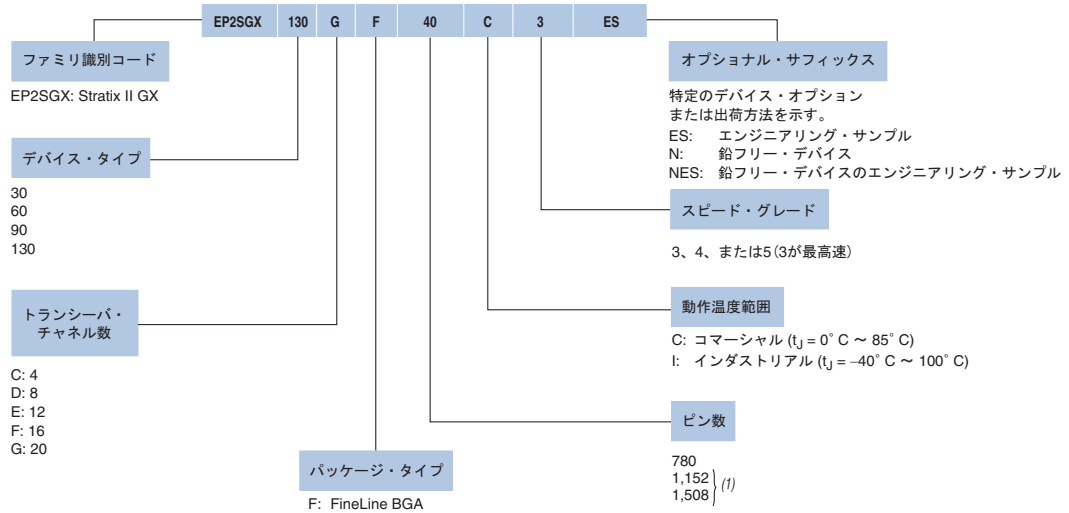 EP2SGX 130 G F 40 C 3 ES
ファミリ識別コード
EP2SGX: Stratix II GX
デバイス・タイプ
30
60
90
130
トランシーバ・
チャネル数
C: 4
D: 8
E: 12
F: 16
G: 20
パッケージ・タイプ
F: FineLine BGA
オプショナル・サフィックス
特定のデバイス・オプション
または出荷方法を示す。
ES: エンジニアリング・サンプル
N: 鉛フリー・デバイス
NES: 鉛フリー・デバイスのエンジニアリング・サンプル
スピード・グレード
3、4、または5(3が最高速)
動作温度範囲
C: コマーシャル (tJ = 0˚ C ~ 85˚ C)
I: インダストリアル (tJ = –40˚ C ~ 100˚ C)
ピン数
780
1,152
1,508
(1)